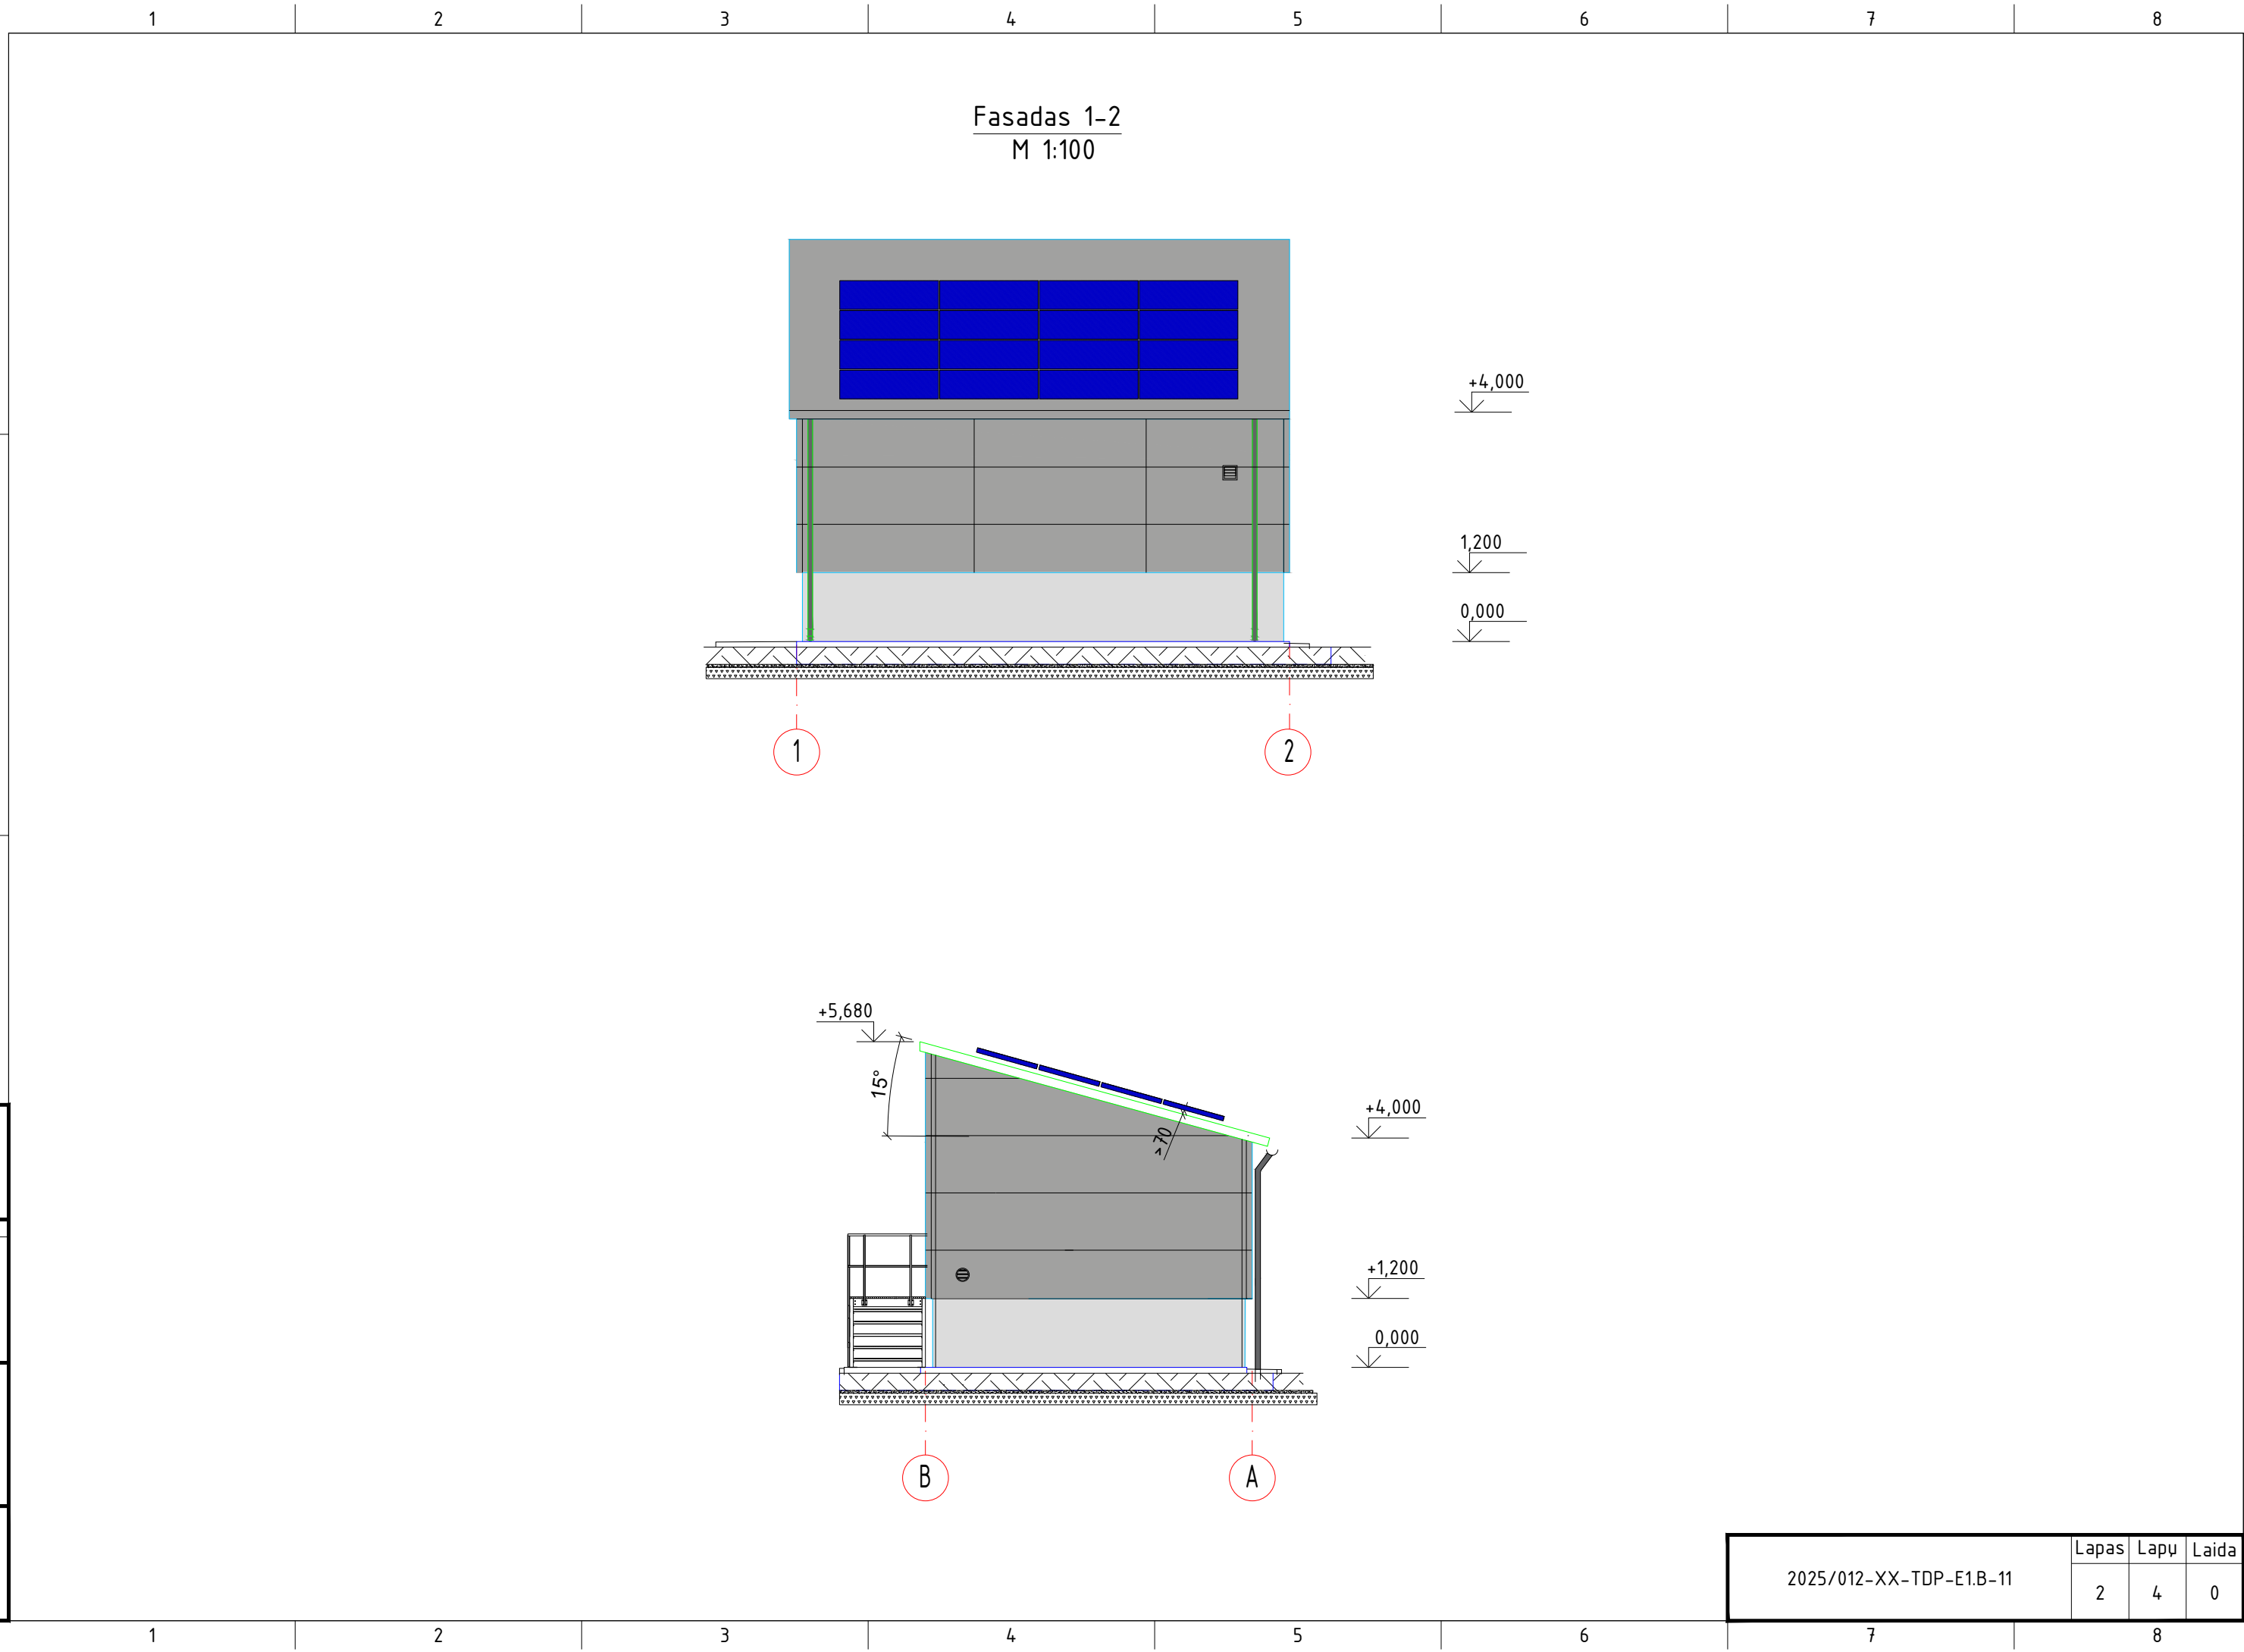 1 2 3 4 5 6 7 8
Fasadas 1-2
M 1:100
+4,000
1,200
0,000
1 2
+5,680
15°
>70
+4,000
+1,200
0,000
B A
Lapas Lapų Laida
2025/012-XX-TDP-E1.B-11 2 4 0
1 2 3 4 5 6 7 8